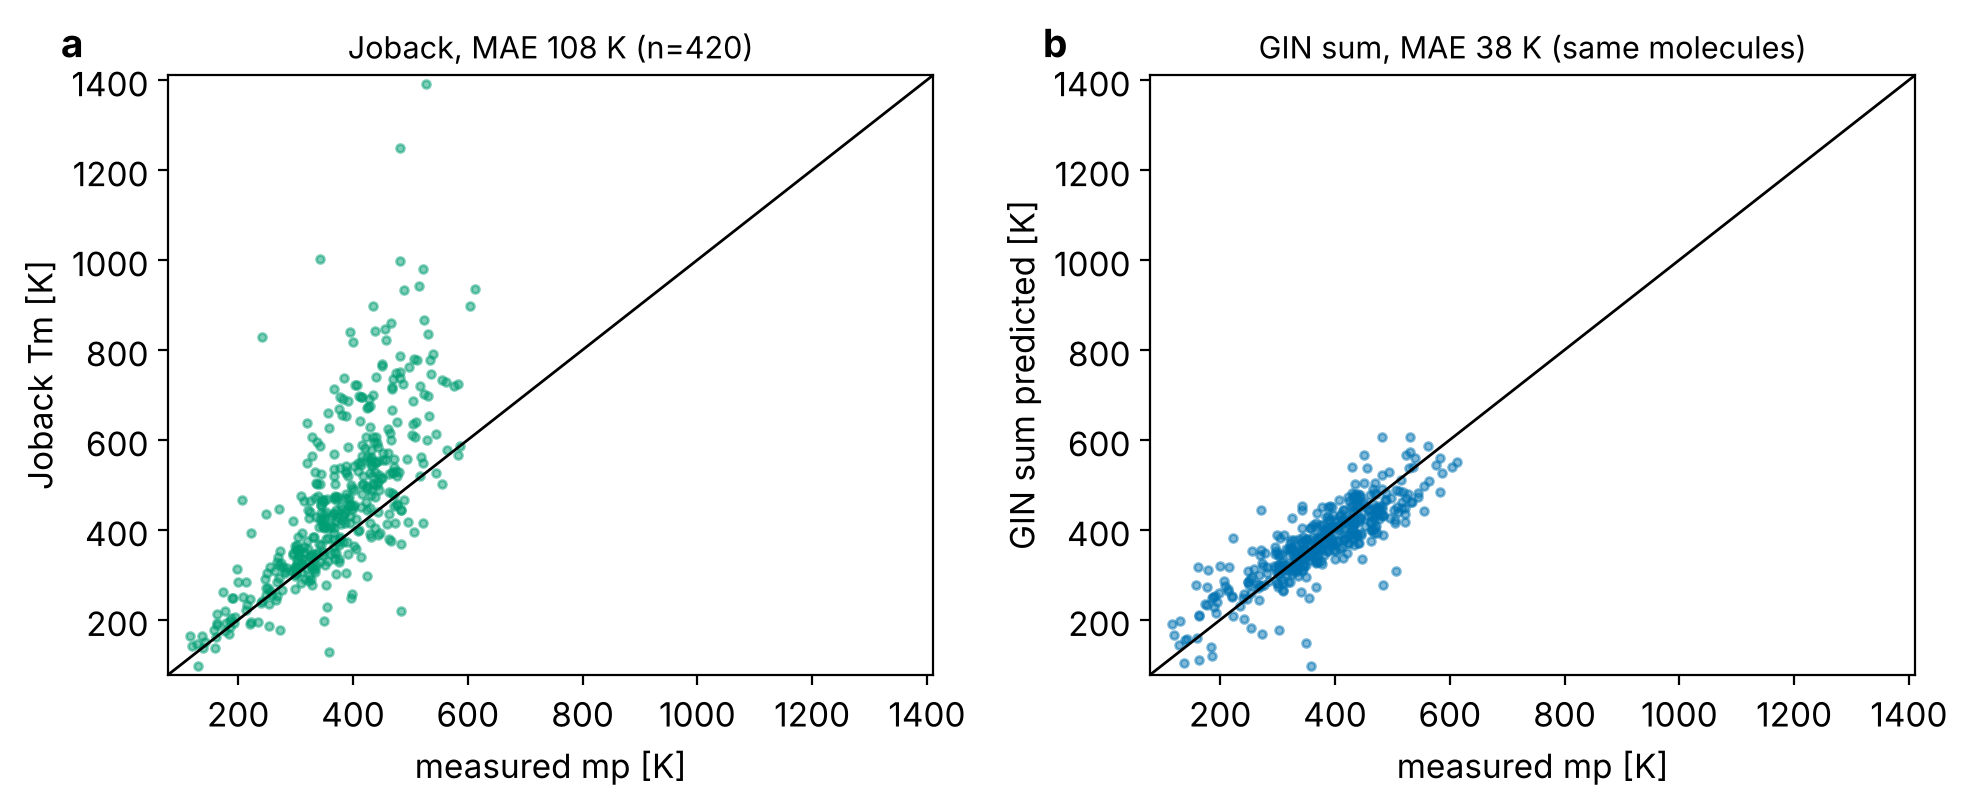 a
Joback, MAE 108 K (n=420)
1400
1200
1000
800
600
400
200
Joback Tm [K]
200 400 600 800 1000 1200 1400
measured mp [K]
b
GIN sum, MAE 38 K (same molecules)
1400
1200
1000
800
600
400
200
GIN sum predicted [K]
200 400 600 800 1000 1200 1400
measured mp [K]